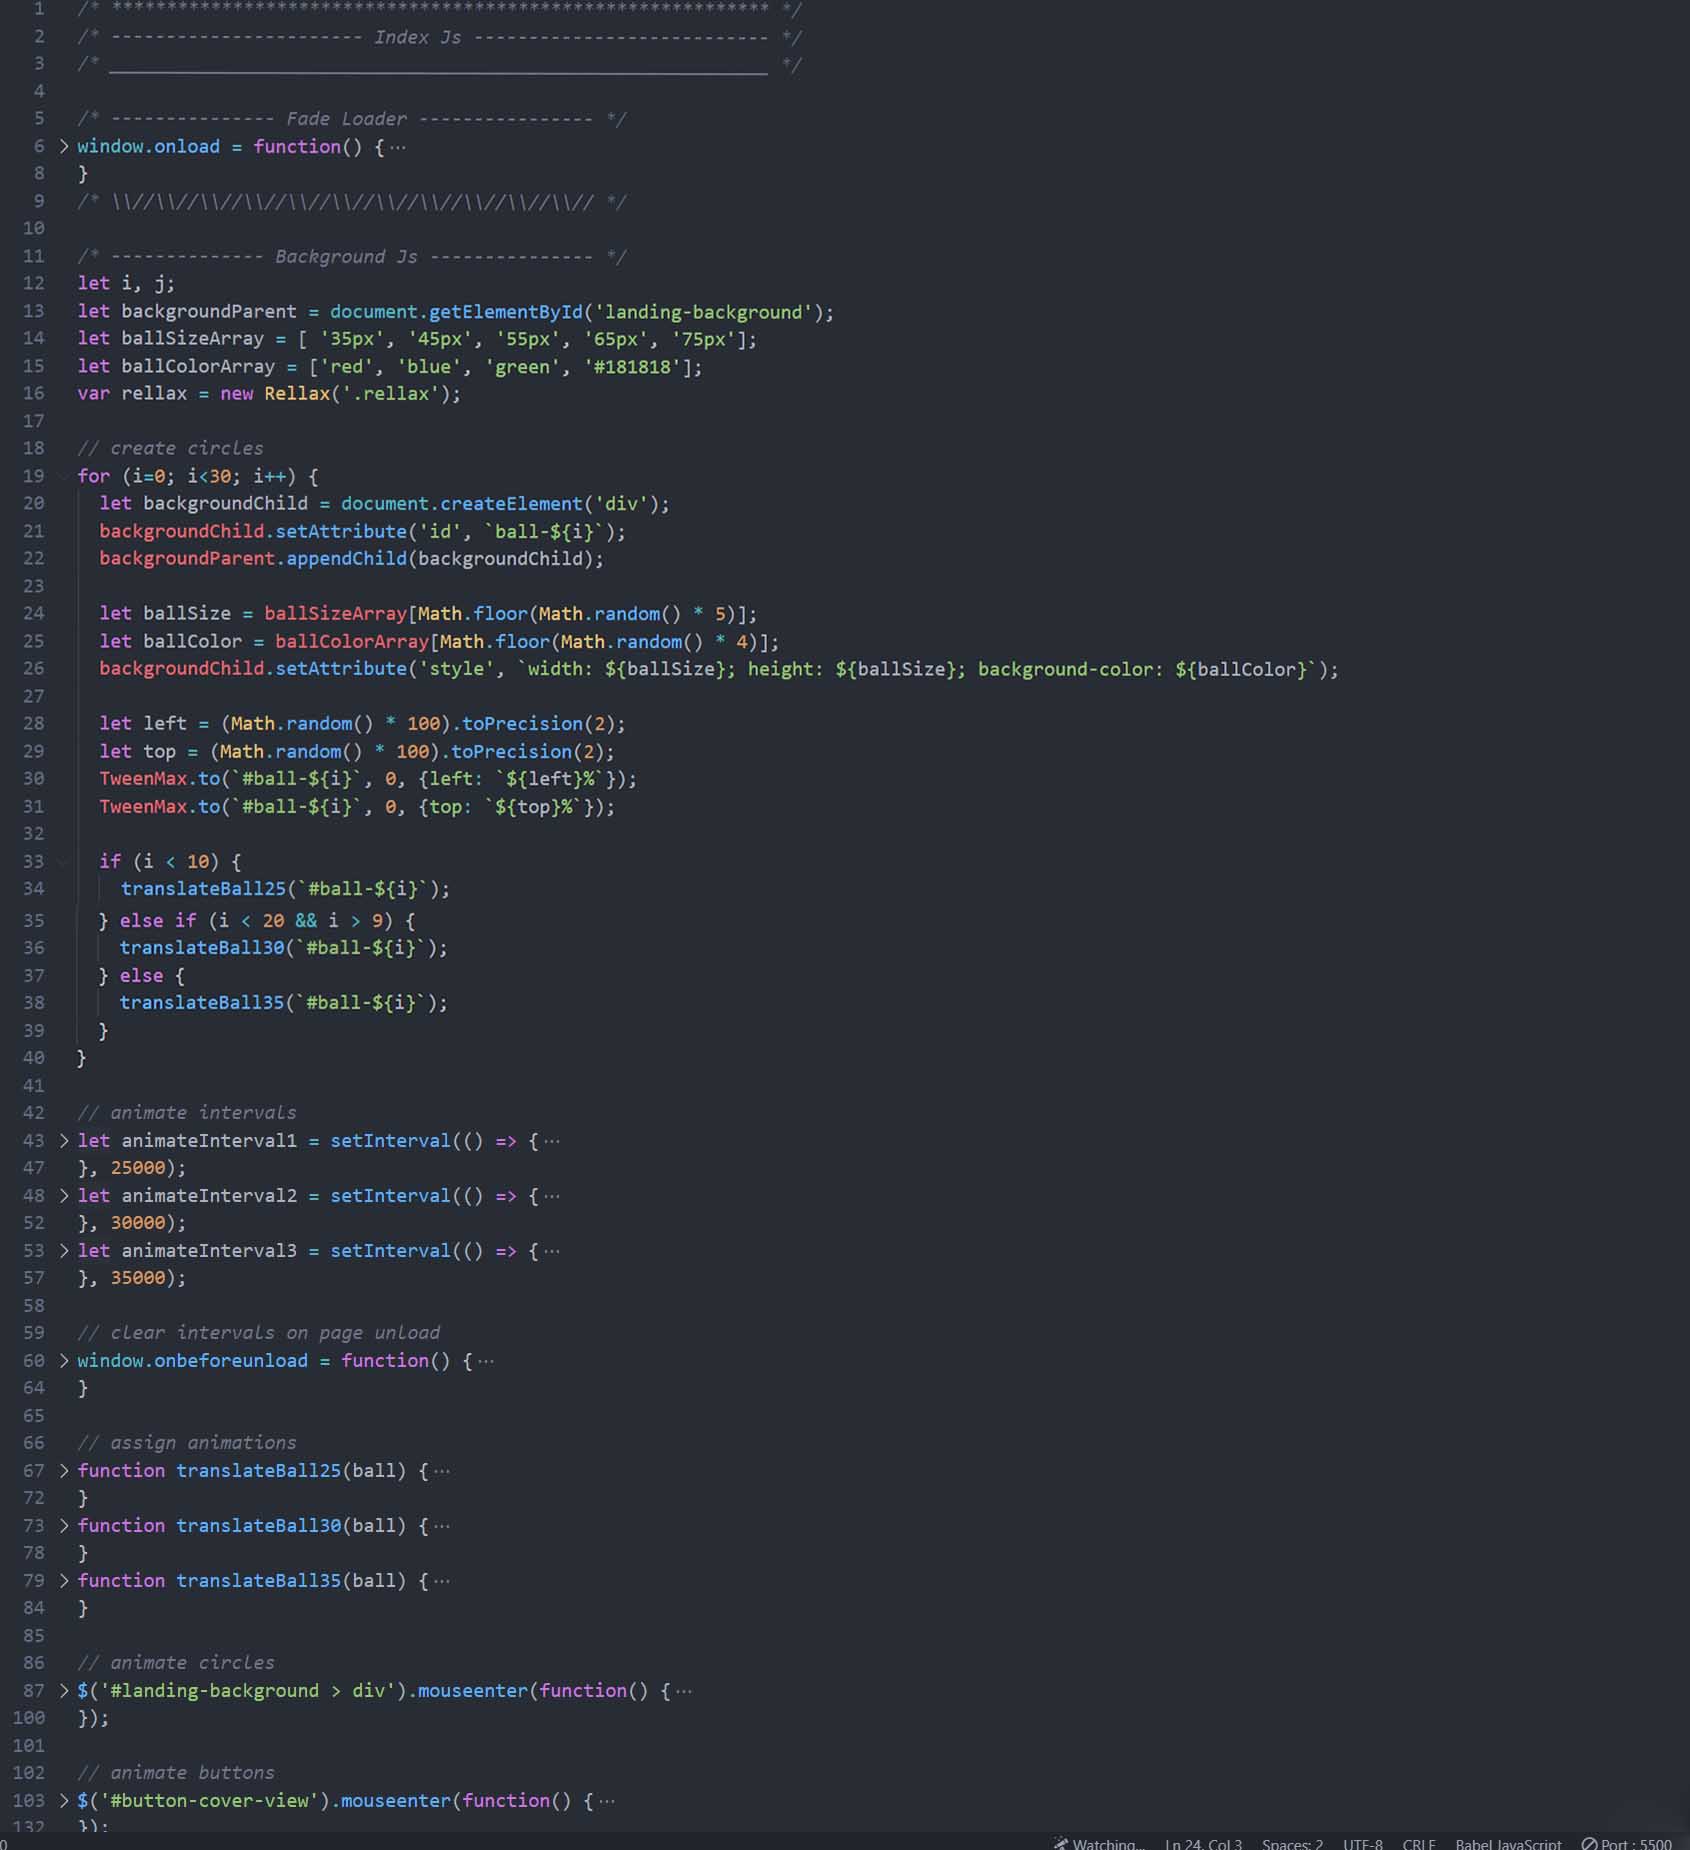 1 /* ************************************************************ */
2 /* ----------------------- Index Js --------------------------- */
3 /* ____________________________________________________________ */
4
5 /* --------------- Fade Loader ---------------- */
6 > window.onload = function() {···
8 }
9 /* \\//\\//\\//\\//\\//\\//\\//\\//\\//\\//\\// */
10
11 /* -------------- Background Js --------------- */
12 let i, j;
13 let backgroundParent = document.getElementById('landing-background');
14 let ballSizeArray = [ '35px', '45px', '55px', '65px', '75px'];
15 let ballColorArray = ['red', 'blue', 'green', '#181818'];
16 var rellax = new Rellax('.rellax');
17
18 // create circles
19 for (i=0; i<30; i++) {
20 let backgroundChild = document.createElement('div');
21 backgroundChild.setAttribute('id', `ball-${i}`);
22 backgroundParent.appendChild(backgroundChild);
23
24 let ballSize = ballSizeArray[Math.floor(Math.random() * 5)];
25 let ballColor = ballColorArray[Math.floor(Math.random() * 4)];
26 backgroundChild.setAttribute('style', `width: ${ballSize}; height: ${ballSize}; background-color: ${ballColor}`);
27
28 let left = (Math.random() * 100).toPrecision(2);
29 let top = (Math.random() * 100).toPrecision(2);
30 TweenMax.to(`#ball-${i}`, 0, {left: `${left}%`});
31 TweenMax.to(`#ball-${i}`, 0, {top: `${top}%`});
32
33 if (i < 10) {
34 translateBall25(`#ball-${i}`);
35 } else if (i < 20 && i > 9) {
36 translateBall30(`#ball-${i}`);
37 } else {
38 translateBall35(`#ball-${i}`);
39 }
40 }
41
42 // animate intervals
43 > let animateInterval1 = setInterval(() => {···
47 }, 25000);
48 > let animateInterval2 = setInterval(() => {···
52 }, 30000);
53 > let animateInterval3 = setInterval(() => {···
57 }, 35000);
58
59 // clear intervals on page unload
60 > window.onbeforeunload = function() {···
64 }
65
66 // assign animations
67 > function translateBall25(ball) {···
72 }
73 > function translateBall30(ball) {···
78 }
79 > function translateBall35(ball) {···
84 }
85
86 // animate circles
87 > $('#landing-background > div').mouseenter(function() {···
100 });
101
102 // animate buttons
103 > $('#button-cover-view').mouseenter(function() {···
132 });
0 Watching... Ln 24, Col 3 Spaces: 2 UTF-8 CRLF Babel JavaScript Port : 5500